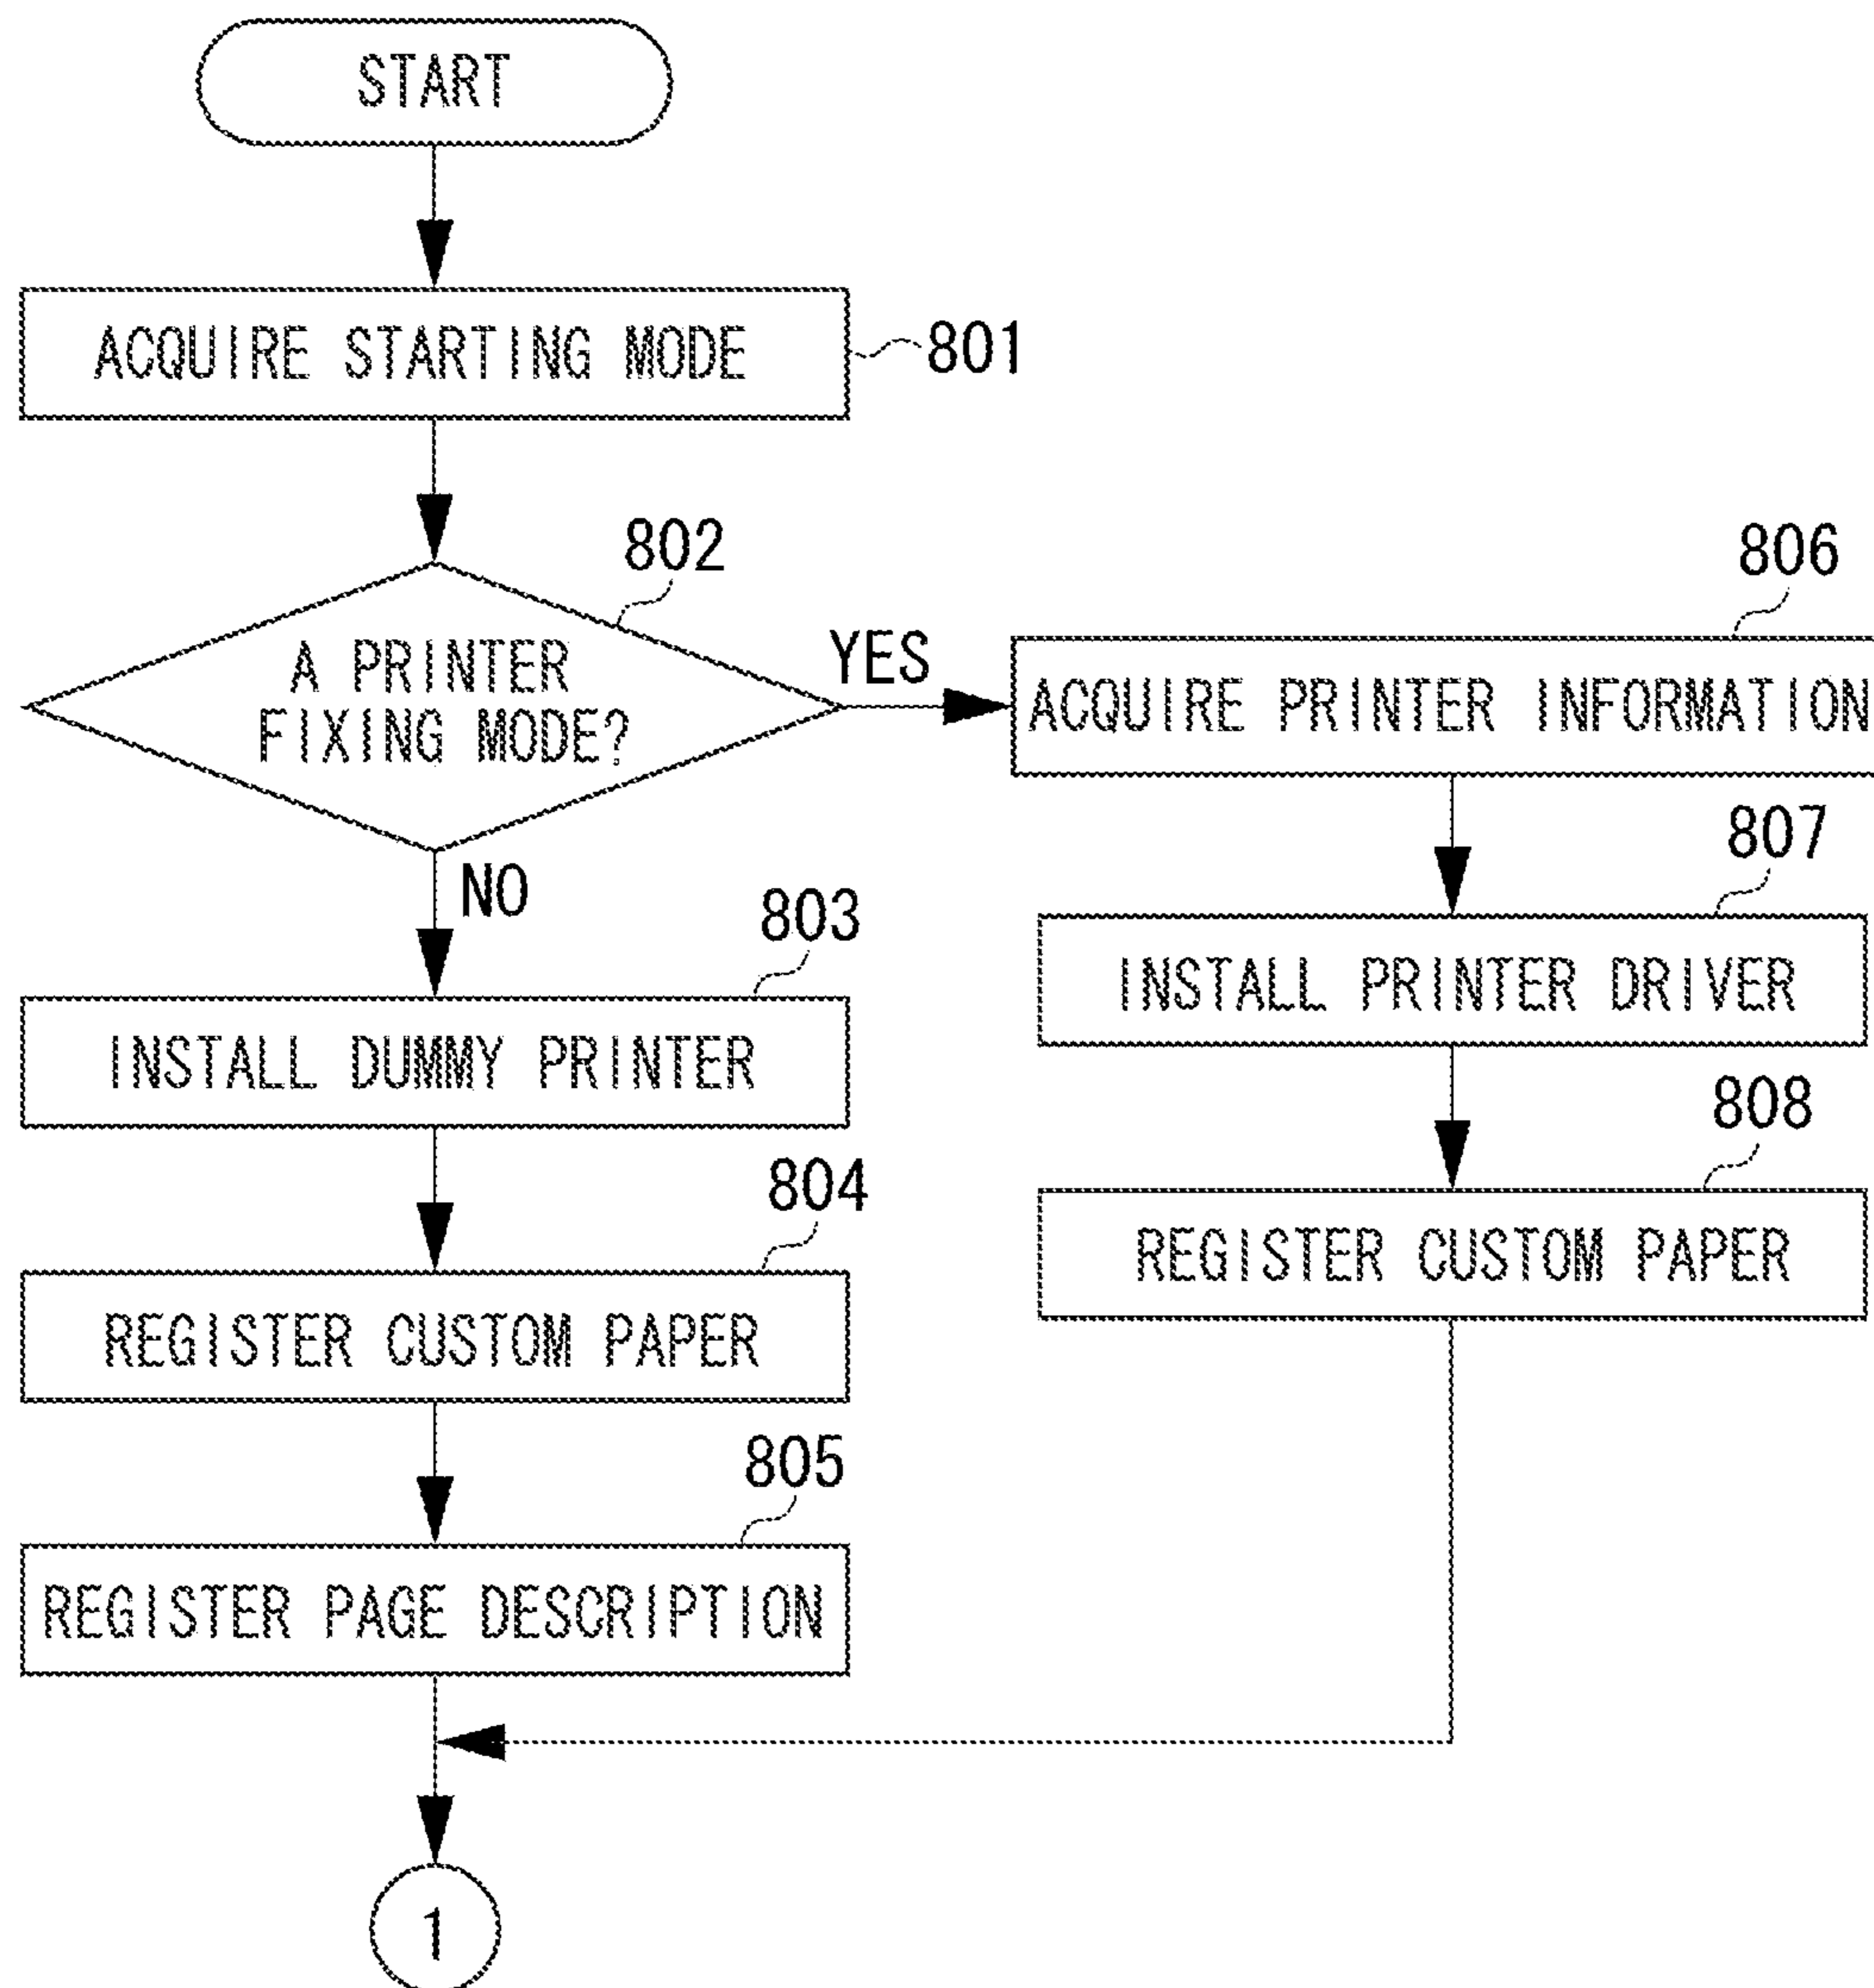 START
ACQUIRE STARTING MODE
801
802
A PRINTER
FIXING MODE?
YES
NO
803
INSTALL DUMMY PRINTER
804
REGISTER CUSTOM PAPER
805
REGISTER PAGE DESCRIPTION
806
ACQUIRE PRINTER INFORMATION
807
INSTALL PRINTER DRIVER
808
REGISTER CUSTOM PAPER
1